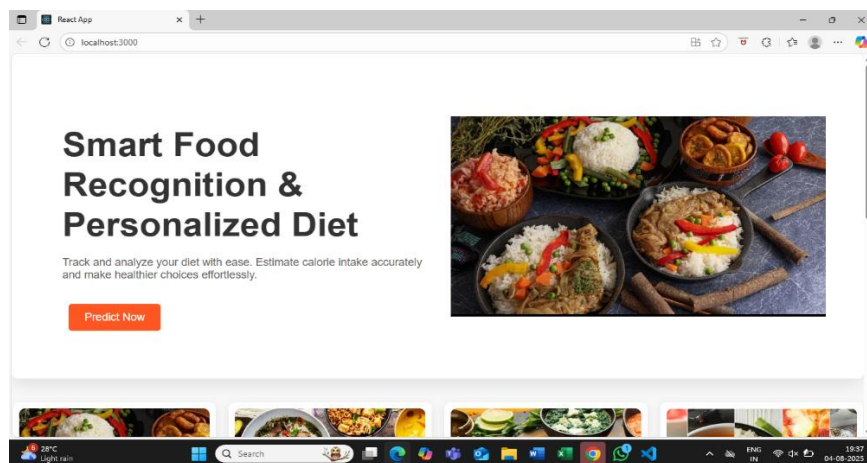 React App
localhost:3000
Smart Food
Recognition &
Personalized Diet
Track and analyze your diet with ease. Estimate calorie intake accurately
and make healthier choices effortlessly.
Predict Now
28°C
Light rain
Search
ENG
IN
19:37
04-08-2025